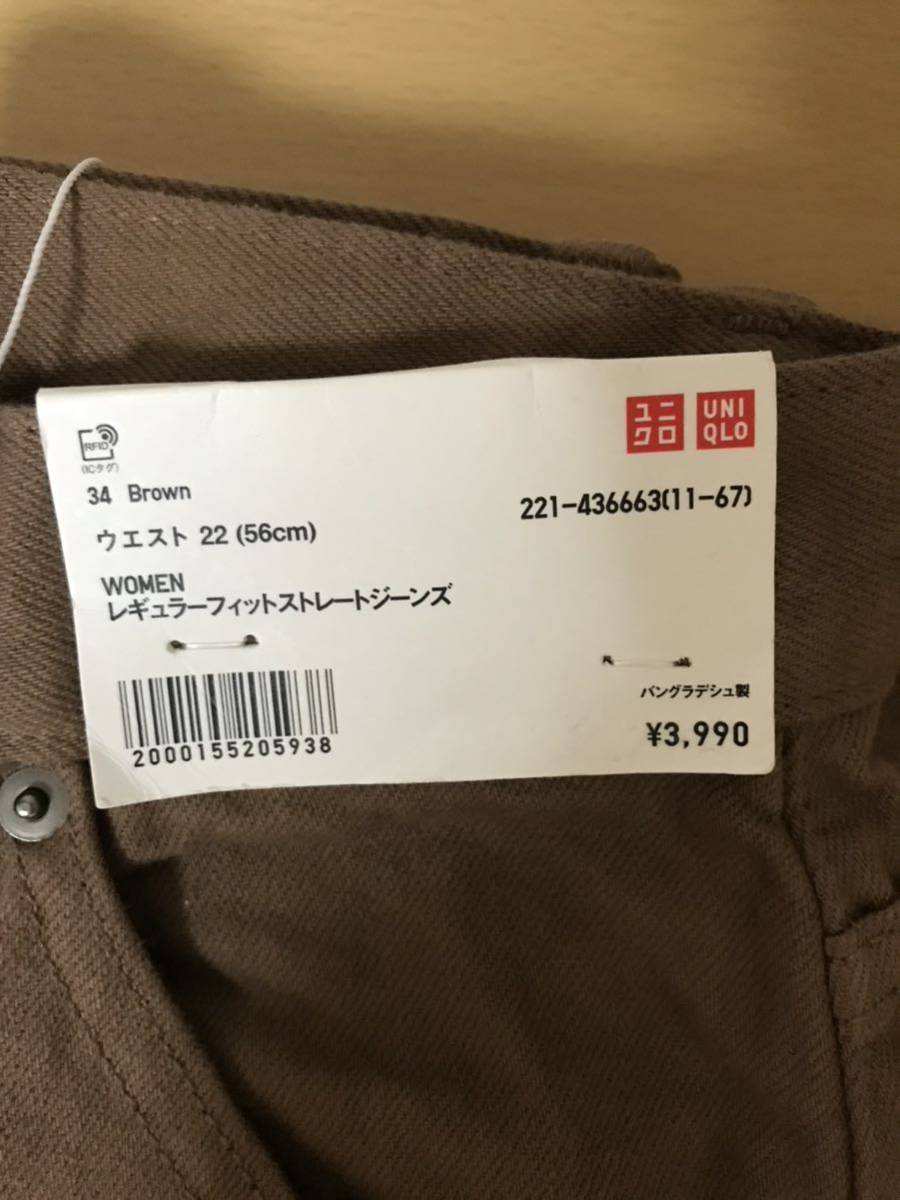 RFID
(ICタグ)
ユニ
クロ
UNI
QLO
34 Brown
221-436663(11-67)
ウエスト 22 (56cm)
WOMEN
レギュラーフィットストレートジーンズ
バングラデシュ製
¥3,990
2000155205938